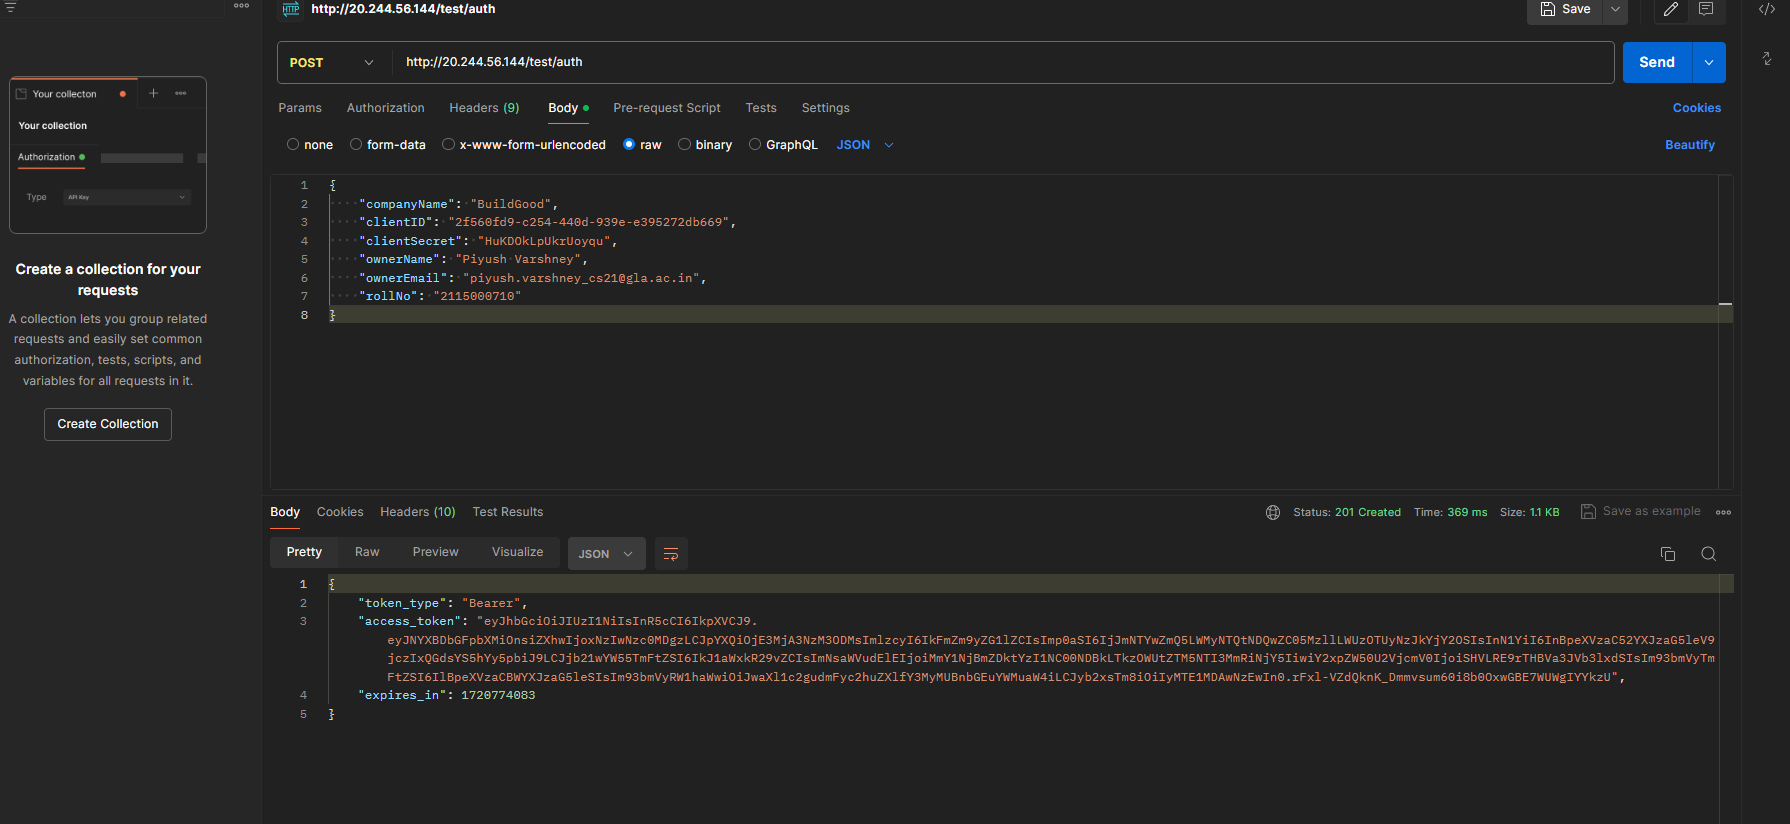 http://20.244.56.144/test/auth
Save
POST
http://20.244.56.144/test/auth
Send
Params Authorization Headers (9) Body Pre-request Script Tests Settings Cookies
none form-data x-www-form-urlencoded raw binary GraphQL JSON Beautify
1 {
2 "companyName": "BuildGood",
3 "clientID": "2f560fd9-c254-440d-939e-e395272db669",
4 "clientSecret": "HuKDOkLpUkrUoyqu",
5 "ownerName": "Piyush Varshney",
6 "ownerEmail": "piyush.varshney_cs21@gla.ac.in",
7 "rollNo": "2115000710"
8 }
Your collecton
Your collection
Authorization
Type API Key
Create a collection for your
requests
A collection lets you group related
requests and easily set common
authorization, tests, scripts, and
variables for all requests in it.
Create Collection
Body Cookies Headers (10) Test Results
Status: 201 Created Time: 369 ms Size: 1.1 KB Save as example
Pretty Raw Preview Visualize JSON
1 {
2 "token_type": "Bearer",
3 "access_token": "eyJhbGciOiJIUzI1NiIsInR5cCI6IkpXVCJ9.
4 "expires_in": 1720774083
5 }